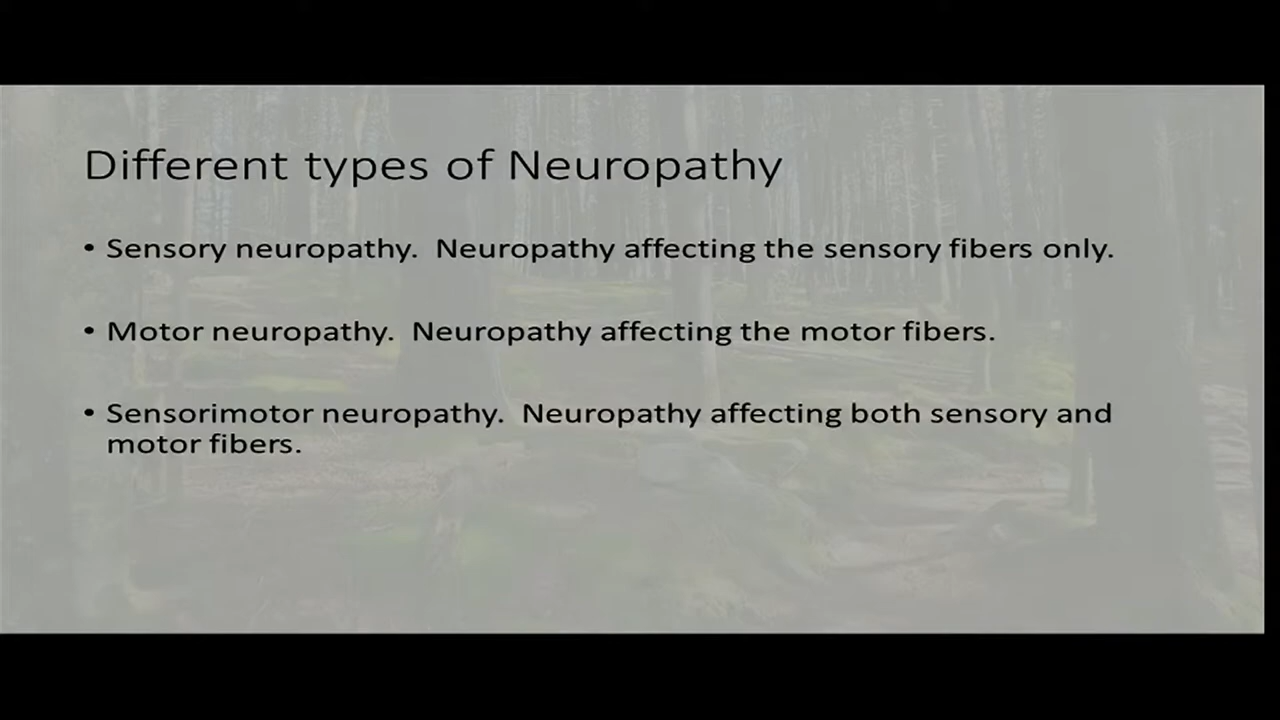 Different types of Neuropathy
• Sensory neuropathy.  Neuropathy affecting the sensory fibers only.
• Motor neuropathy.  Neuropathy affecting the motor fibers.
• Sensorimotor neuropathy.  Neuropathy affecting both sensory and
motor fibers.